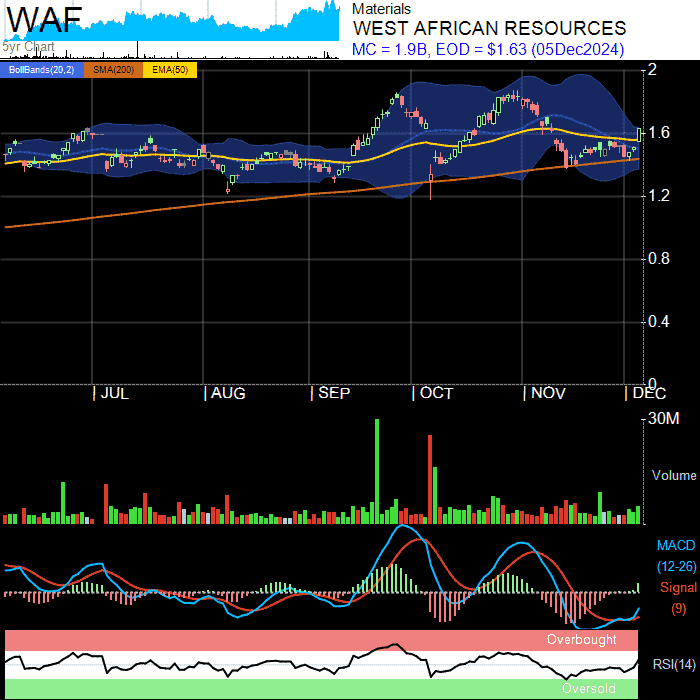 WAF
5yr Chart
Materials
WEST AFRICAN RESOURCES
MC = 1.9B, EOD = $1.63 (05Dec2024)
BollBands(20,2) SMA(200) EMA(50)
2
1.6
1.2
0.8
0.4
0
JUL AUG SEP OCT NOV DEC
30M
Volume
MACD
(12-26)
Signal
(9)
Overbought
RSI(14)
Oversold